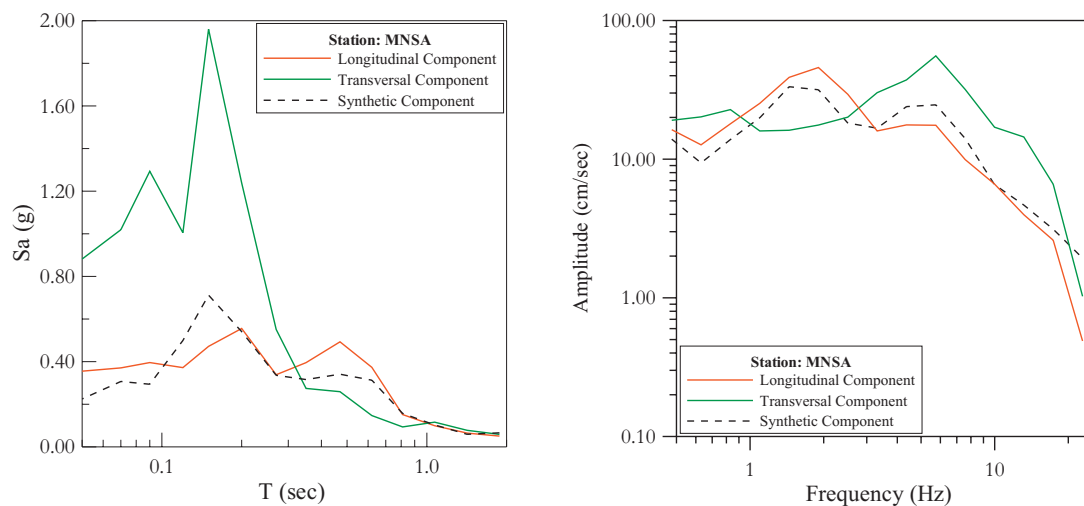 2.00
1.60
1.20
0.80
0.40
0.00
Sa (g)
0.1
1.0
T (sec)
Station: MNSA
Longitudinal Component
Transversal Component
Synthetic Component
100.00
10.00
1.00
0.10
Amplitude (cm/sec)
1
10
Frequency (Hz)
Station: MNSA
Longitudinal Component
Transversal Component
Synthetic Component